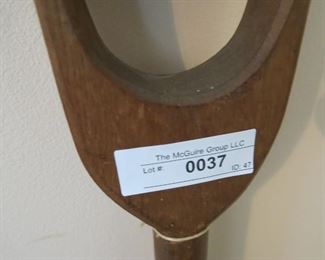 The McGuire Group LLC
Lot #: 0037 ID: 47